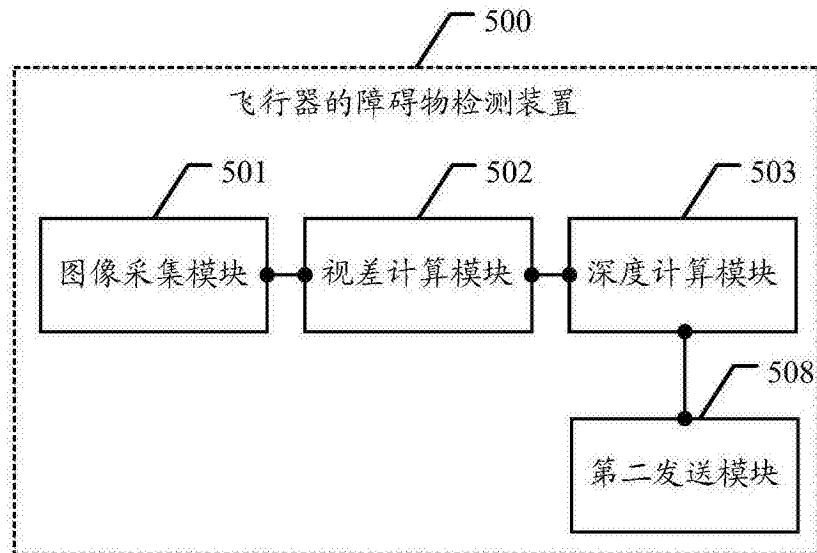 500
飞行器的障碍物检测装置
501
502
503
图像采集模块
视差计算模块
深度计算模块
508
第二发送模块